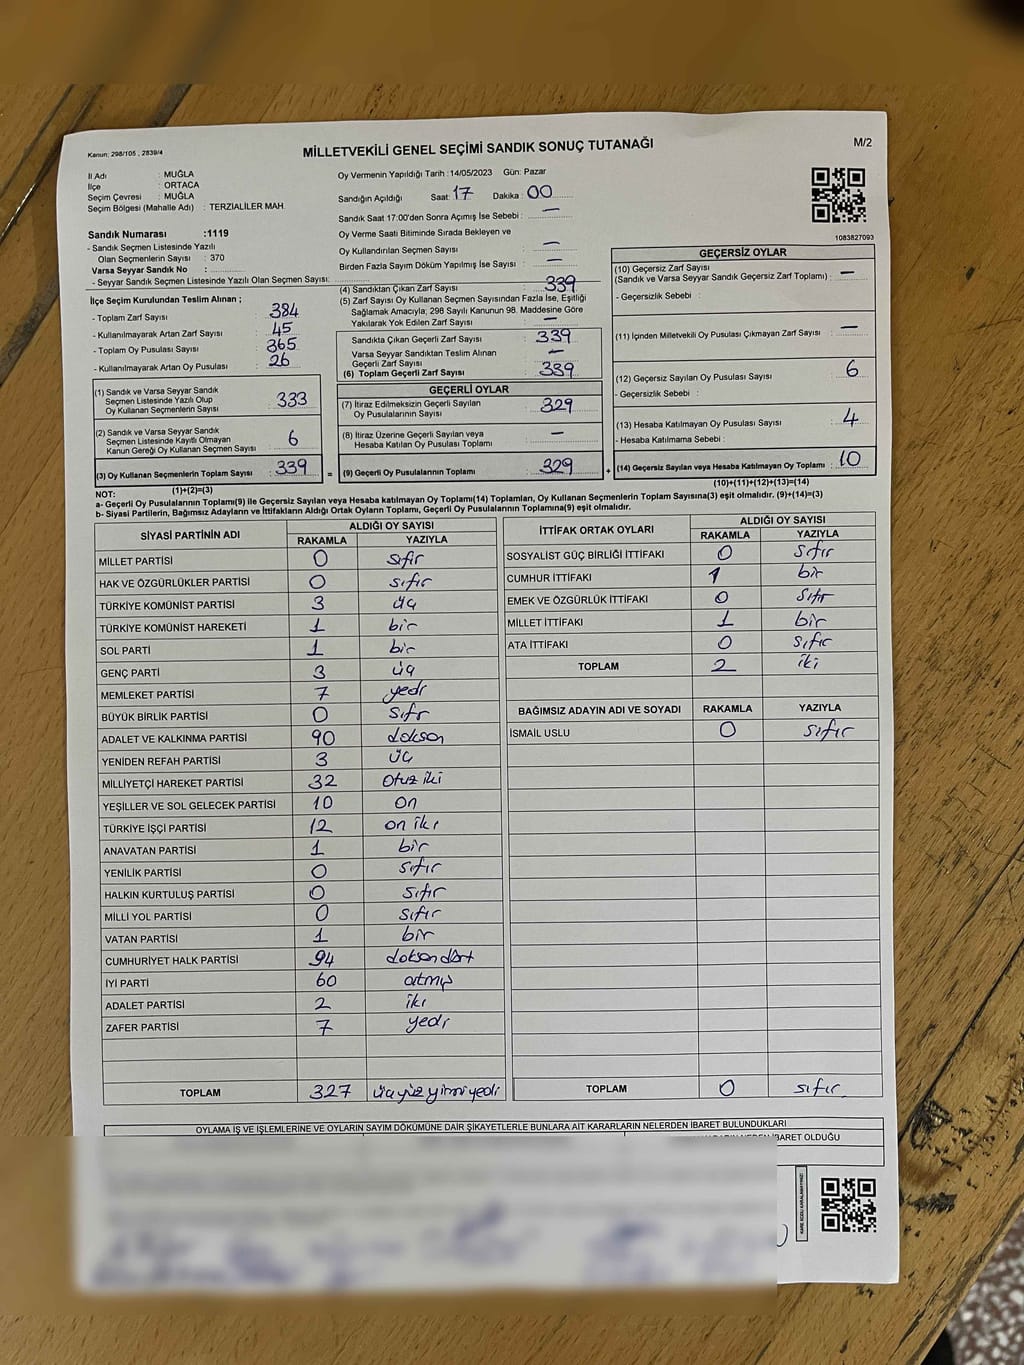 Kanun: 298/105 , 2839/4
MİLLETVEKİLİ GENEL SEÇİMİ SANDIK SONUÇ TUTANAĞI
M/2
İl Adı : MUĞLA
İlçe : ORTACA
Seçim Çevresi : MUĞLA
Seçim Bölgesi (Mahalle Adı) : TERZİALİLER MAH.
Sandık Numarası :1119
- Sandık Seçmen Listesinde Yazılı
Olan Seçmenlerin Sayısı : 370
Varsa Seyyar Sandık No :
- Seyyar Sandık Seçmen Listesinde Yazılı Olan Seçmen Sayısı:
Oy Vermenin Yapıldığı Tarih :14/05/2023 Gün: Pazar
Sandığın Açıldığı Saat: 17 Dakika : 00
Sandık Saat 17:00'den Sonra Açımış İse Sebebi : —
Oy Verme Saati Bitiminde Sırada Bekleyen ve
Oy Kullandırılan Seçmen Sayısı : —
Birden Fazla Sayım Döküm Yapılmış İse Sayısı : —
1083827093
İlçe Seçim Kurulundan Teslim Alınan ;
- Toplam Zarf Sayısı : 384
- Kullanılmayarak Artan Zarf Sayısı : 45
- Toplam Oy Pusulası Sayısı : 365
- Kullanılmayarak Artan Oy Pusulası : 26
(1) Sandık ve Varsa Seyyar Sandık
Seçmen Listesinde Yazılı Olup
Oy Kullanan Seçmenlerin Sayısı : 333
(2) Sandık ve Varsa Seyyar Sandık
Seçmen Listesinde Kayıtlı Olmayan
Kanun Gereği Oy Kullanan Seçmen Sayısı : 6
(3) Oy Kullanan Seçmenlerin Toplam Sayısı : 339
(1)+(2)=(3)
(4) Sandıktan Çıkan Zarf Sayısı : 339
(5) Zarf Sayısı Oy Kullanan Seçmen Sayısından Fazla İse, Eşitliği
Sağlamak Amacıyla, 298 Sayılı Kanunun 98. Maddesine Göre
Yakılarak Yok Edilen Zarf Sayısı : —
Sandıkta Çıkan Geçerli Zarf Sayısı : 339
Varsa Seyyar Sandıktan Teslim Alınan
Geçerli Zarf Sayısı : —
(6) Toplam Geçerli Zarf Sayısı : 339
GEÇERLİ OYLAR
(7) İtiraz Edilmeksizin Geçerli Sayılan
Oy Pusulalarının Sayısı : 329
(8) İtiraz Üzerine Geçerli Sayılan veya
Hesaba Katılan Oy Pusulası Toplamı : —
= (9) Geçerli Oy Pusulalarının Toplamı : 329
GEÇERSİZ OYLAR
(10) Geçersiz Zarf Sayısı
(Sandık ve Varsa Seyyar Sandık Geçersiz Zarf Toplamı) : —
- Geçersizlik Sebebi :
(11) İçinden Milletvekili Oy Pusulası Çıkmayan Zarf Sayısı : —
(12) Geçersiz Sayılan Oy Pusulası Sayısı : 6
- Geçersizlik Sebebi :
(13) Hesaba Katılmayan Oy Pusulası Sayısı : 4
- Hesaba Katılmama Sebebi :
+ (14) Geçersiz Sayılan veya Hesaba Katılmayan Oy Toplamı : 10
(10)+(11)+(12)+(13)=(14)
NOT:
a- Geçerli Oy Pusulalarının Toplamı(9) ile Geçersiz Sayılan veya Hesaba katılmayan Oy Toplamı(14) Toplamları, Oy Kullanan Seçmenlerin Toplam Sayısına(3) eşit olmalıdır. (9)+(14)=(3)
b- Siyasi Partilerin, Bağımsız Adayların ve İttifakların Aldığı Ortak Oyların Toplamı, Geçerli Oy Pusulalarının Toplamına(9) eşit olmalıdır.
SİYASİ PARTİNİN ADI ALDIĞI OY SAYISI
RAKAMLA YAZIYLA
MİLLET PARTİSİ 0 sıfır
HAK VE ÖZGÜRLÜKLER PARTİSİ 0 sıfır
TÜRKİYE KOMÜNİST PARTİSİ 3 üç
TÜRKİYE KOMÜNİST HAREKETİ 1 bir
SOL PARTİ 1 bir
GENÇ PARTİ 3 üç
MEMLEKET PARTİSİ 7 yedi
BÜYÜK BİRLİK PARTİSİ 0 Sıfır
ADALET VE KALKINMA PARTİSİ 90 doksan
YENİDEN REFAH PARTİSİ 3 üç
MİLLİYETÇİ HAREKET PARTİSİ 32 Otuz iki
YEŞİLLER VE SOL GELECEK PARTİSİ 10 on
TÜRKİYE İŞÇİ PARTİSİ 12 on iki
ANAVATAN PARTİSİ 1 bir
YENİLİK PARTİSİ 0 sıfır
HALKIN KURTULUŞ PARTİSİ 0 sıfır
MİLLİ YOL PARTİSİ 0 sıfır
VATAN PARTİSİ 1 bir
CUMHURİYET HALK PARTİSİ 94 doksan dört
İYİ PARTİ 60 atmış
ADALET PARTİSİ 2 iki
ZAFER PARTİSİ 7 yedi
TOPLAM 327 üçyüz yirmi yedi
İTTİFAK ORTAK OYLARI ALDIĞI OY SAYISI
RAKAMLA YAZIYLA
SOSYALİST GÜÇ BİRLİĞİ İTTİFAKI 0 sıfır
CUMHUR İTTİFAKI 1 bir
EMEK VE ÖZGÜRLÜK İTTİFAKI 0 Sıfır
MİLLET İTTİFAKI 1 bir
ATA İTTİFAKI 0 sıfır
TOPLAM 2 iki
BAĞIMSIZ ADAYIN ADI VE SOYADI RAKAMLA YAZIYLA
İSMAİL USLU 0 sıfır
TOPLAM 0 sıfır
OYLAMA İŞ VE İŞLEMLERİNE VE OYLARIN SAYIM DÖKÜMÜNE DAİR ŞİKAYETLERLE BUNLARA AİT KARARLARIN NELERDEN İBARET BULUNDUKLARI
İBARET OLDUĞU